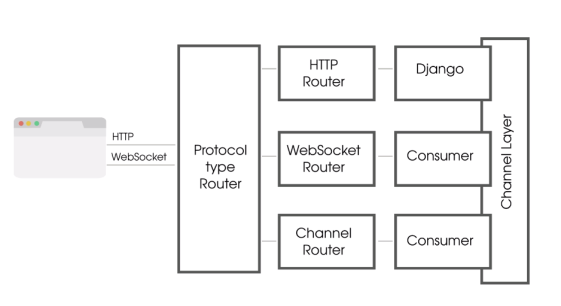 HTTP
WebSocket
Protocol
type
Router
HTTP
Router
Django
WebSocket
Router
Consumer
Channel
Router
Consumer
Channel Layer